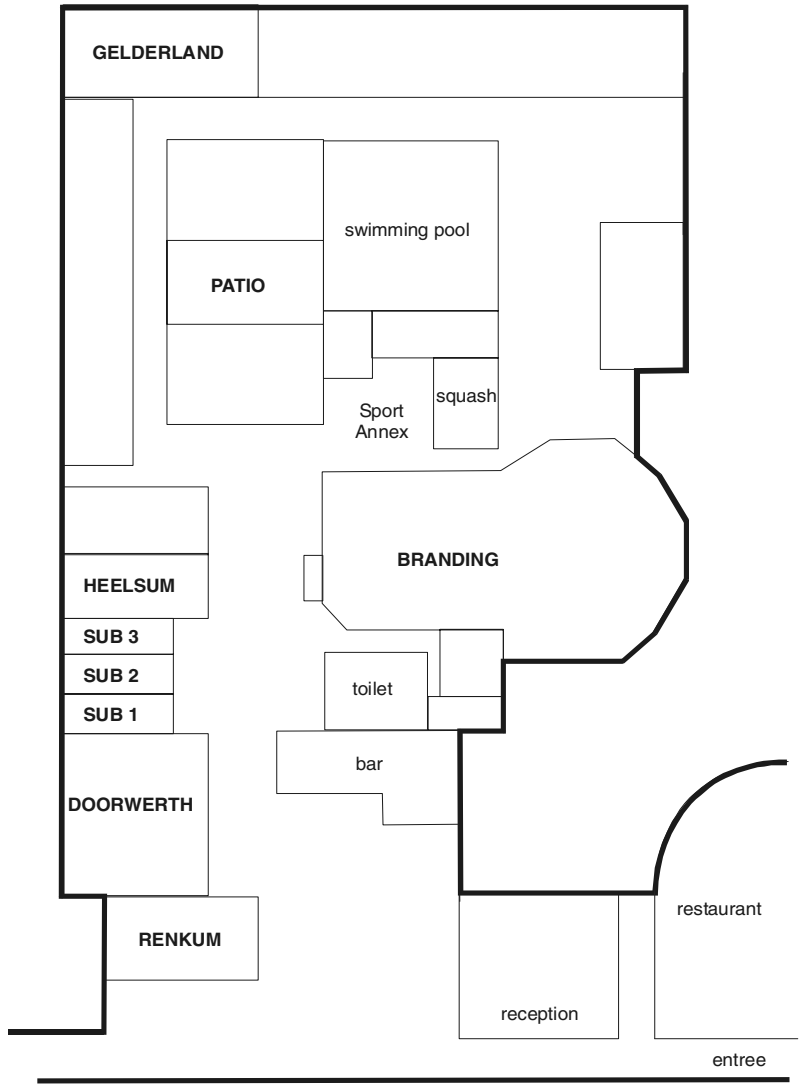 GELDERLAND
swimming pool
PATIO
squash
Sport
Annex
BRANDING
HEELSUM
SUB 3
SUB 2
SUB 1
toilet
bar
DOORWERTH
restaurant
RENKUM
reception
entree